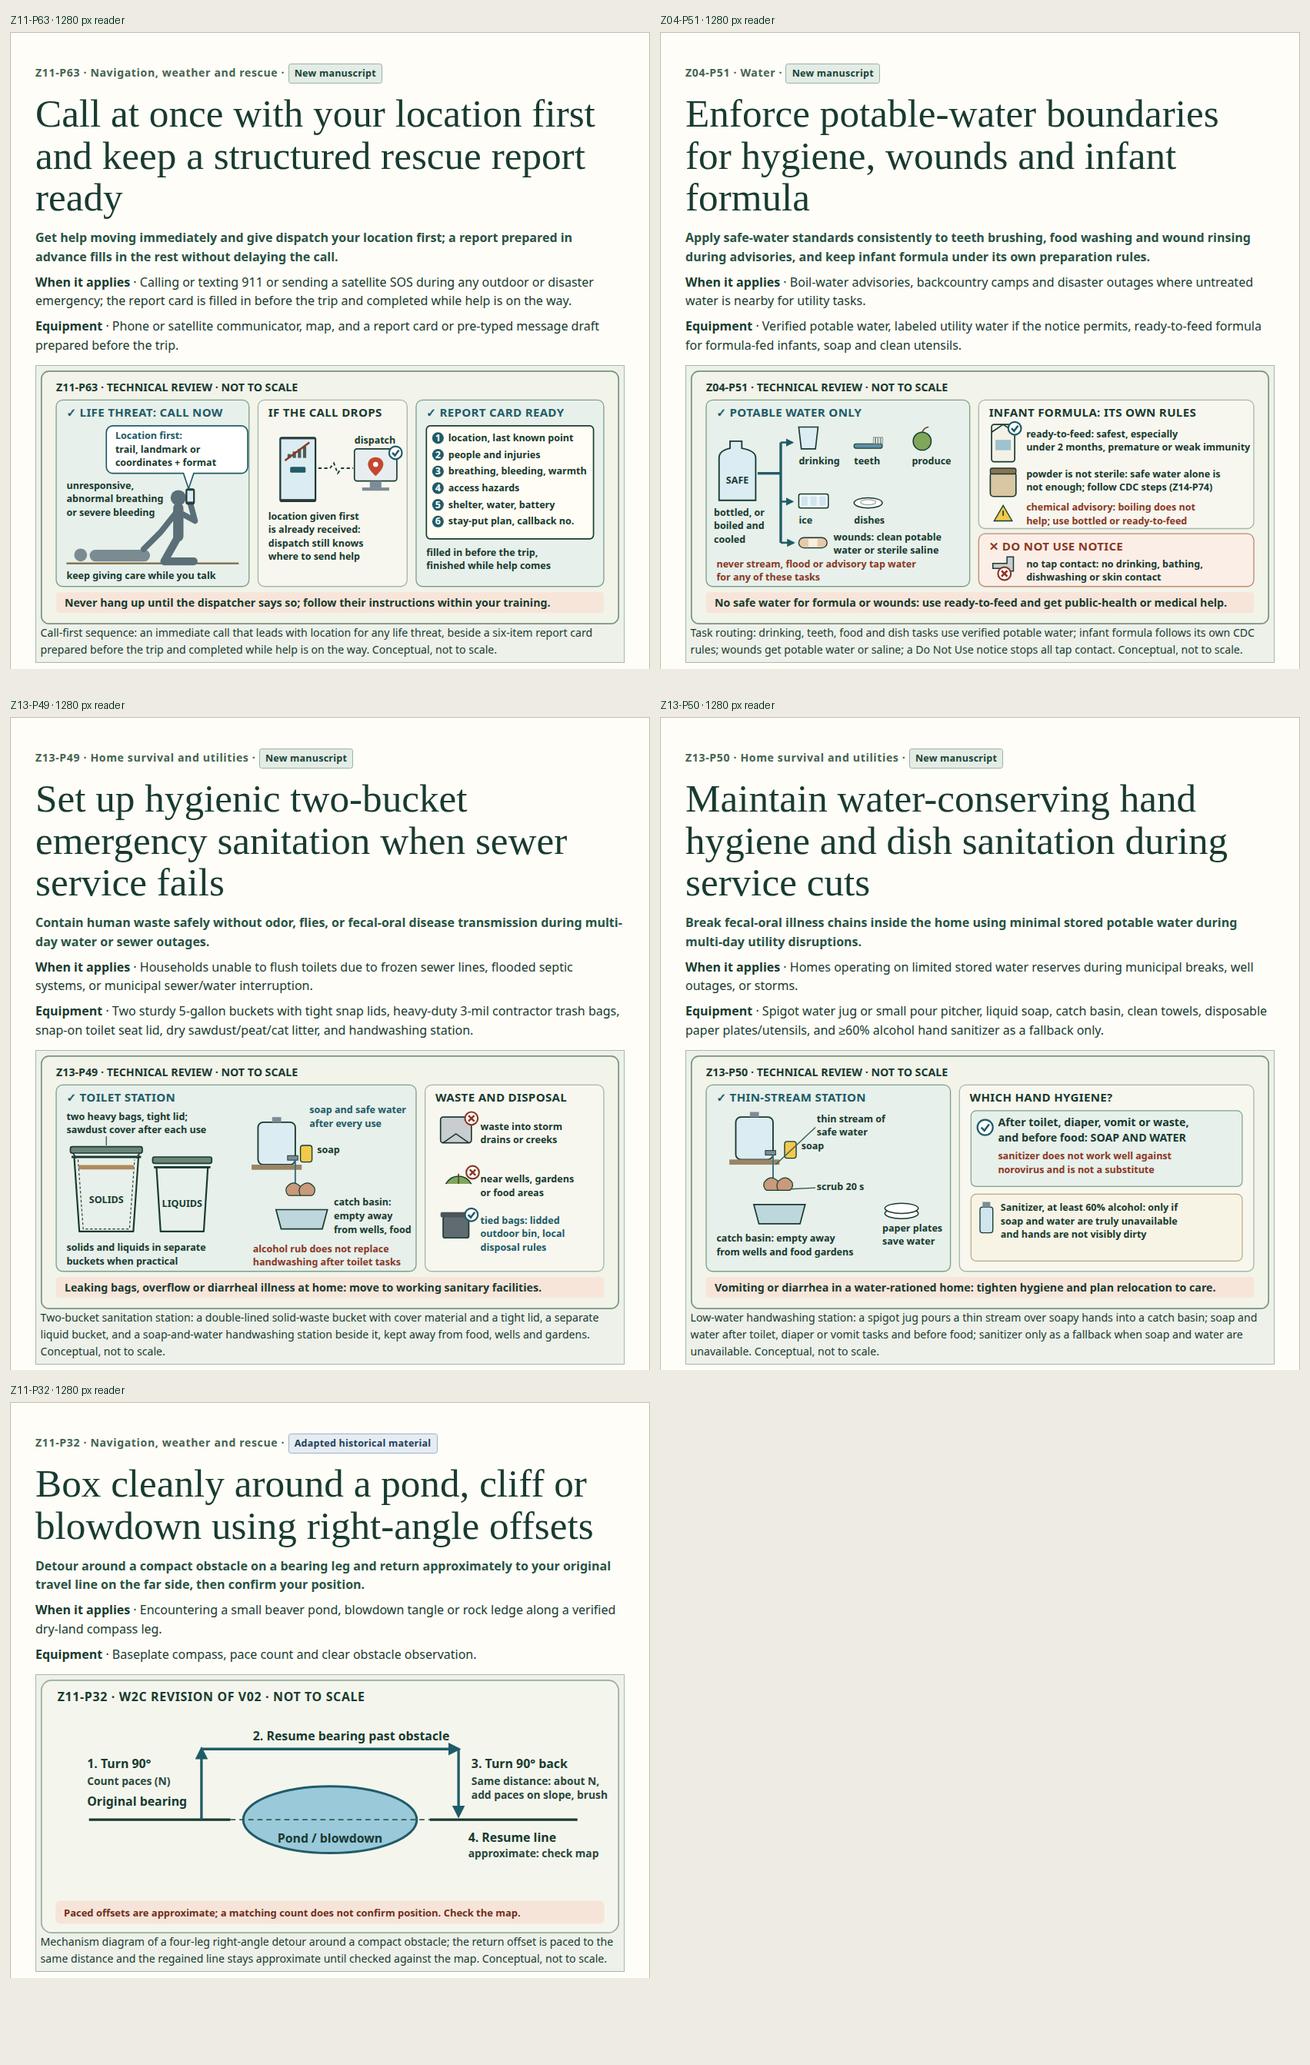 Z11-P63 · 1280 px reader
Z11-P63 · Navigation, weather and rescue · New manuscript
Call at once with your location first
and keep a structured rescue report
ready
Get help moving immediately and give dispatch your location first; a report prepared in
advance fills in the rest without delaying the call.
When it applies · Calling or texting 911 or sending a satellite SOS during any outdoor or disaster
emergency; the report card is filled in before the trip and completed while help is on the way.
Equipment · Phone or satellite communicator, map, and a report card or pre-typed message draft
prepared before the trip.
Z11-P63 · TECHNICAL REVIEW · NOT TO SCALE
✓ LIFE THREAT: CALL NOW
Location first:
trail, landmark or
coordinates + format
unresponsive,
abnormal breathing
or severe bleeding
keep giving care while you talk
IF THE CALL DROPS
dispatch
location given first
is already received:
dispatch still knows
where to send help
✓ REPORT CARD READY
1 location, last known point
2 people and injuries
3 breathing, bleeding, warmth
4 access hazards
5 shelter, water, battery
6 stay-put plan, callback no.
filled in before the trip,
finished while help comes
Never hang up until the dispatcher says so; follow their instructions within your training.
Call-first sequence: an immediate call that leads with location for any life threat, beside a six-item report card
prepared before the trip and completed while help is on the way. Conceptual, not to scale.
Z04-P51 · 1280 px reader
Z04-P51 · Water · New manuscript
Enforce potable-water boundaries
for hygiene, wounds and infant
formula
Apply safe-water standards consistently to teeth brushing, food washing and wound rinsing
during advisories, and keep infant formula under its own preparation rules.
When it applies · Boil-water advisories, backcountry camps and disaster outages where untreated
water is nearby for utility tasks.
Equipment · Verified potable water, labeled utility water if the notice permits, ready-to-feed formula
for formula-fed infants, soap and clean utensils.
Z04-P51 · TECHNICAL REVIEW · NOT TO SCALE
✓ POTABLE WATER ONLY
SAFE
bottled, or
boiled and
cooled
drinking teeth produce
ice dishes
wounds: clean potable
water or sterile saline
never stream, flood or advisory tap water
for any of these tasks
INFANT FORMULA: ITS OWN RULES
ready-to-feed: safest, especially
under 2 months, premature or weak immunity
powder is not sterile: safe water alone is
not enough; follow CDC steps (Z14-P74)
chemical advisory: boiling does not
help; use bottled or ready-to-feed
✕ DO NOT USE NOTICE
no tap contact: no drinking, bathing,
dishwashing or skin contact
No safe water for formula or wounds: use ready-to-feed and get public-health or medical help.
Task routing: drinking, teeth, food and dish tasks use verified potable water; infant formula follows its own CDC
rules; wounds get potable water or saline; a Do Not Use notice stops all tap contact. Conceptual, not to scale.
Z13-P49 · 1280 px reader
Z13-P49 · Home survival and utilities · New manuscript
Set up hygienic two-bucket
emergency sanitation when sewer
service fails
Contain human waste safely without odor, flies, or fecal-oral disease transmission during multi-
day water or sewer outages.
When it applies · Households unable to flush toilets due to frozen sewer lines, flooded septic
systems, or municipal sewer/water interruption.
Equipment · Two sturdy 5-gallon buckets with tight snap lids, heavy-duty 3-mil contractor trash bags,
snap-on toilet seat lid, dry sawdust/peat/cat litter, and handwashing station.
Z13-P49 · TECHNICAL REVIEW · NOT TO SCALE
✓ TOILET STATION
two heavy bags, tight lid;
sawdust cover after each use
SOLIDS
LIQUIDS
solids and liquids in separate
buckets when practical
soap and safe water
after every use
soap
catch basin:
empty away
from wells, food
alcohol rub does not replace
handwashing after toilet tasks
WASTE AND DISPOSAL
waste into storm
drains or creeks
near wells, gardens
or food areas
tied bags: lidded
outdoor bin, local
disposal rules
Leaking bags, overflow or diarrheal illness at home: move to working sanitary facilities.
Two-bucket sanitation station: a double-lined solid-waste bucket with cover material and a tight lid, a separate
liquid bucket, and a soap-and-water handwashing station beside it, kept away from food, wells and gardens.
Conceptual, not to scale.
Z13-P50 · 1280 px reader
Z13-P50 · Home survival and utilities · New manuscript
Maintain water-conserving hand
hygiene and dish sanitation during
service cuts
Break fecal-oral illness chains inside the home using minimal stored potable water during
multi-day utility disruptions.
When it applies · Homes operating on limited stored water reserves during municipal breaks, well
outages, or storms.
Equipment · Spigot water jug or small pour pitcher, liquid soap, catch basin, clean towels, disposable
paper plates/utensils, and ≥60% alcohol hand sanitizer as a fallback only.
Z13-P50 · TECHNICAL REVIEW · NOT TO SCALE
✓ THIN-STREAM STATION
thin stream of
safe water
soap
scrub 20 s
catch basin: empty away
from wells and food gardens
paper plates
save water
WHICH HAND HYGIENE?
After toilet, diaper, vomit or waste,
and before food: SOAP AND WATER
sanitizer does not work well against
norovirus and is not a substitute
Sanitizer, at least 60% alcohol: only if
soap and water are truly unavailable
and hands are not visibly dirty
Vomiting or diarrhea in a water-rationed home: tighten hygiene and plan relocation to care.
Low-water handwashing station: a spigot jug pours a thin stream over soapy hands into a catch basin; soap and
water after toilet, diaper or vomit tasks and before food; sanitizer only as a fallback when soap and water are
unavailable. Conceptual, not to scale.
Z11-P32 · 1280 px reader
Z11-P32 · Navigation, weather and rescue · Adapted historical material
Box cleanly around a pond, cliff or
blowdown using right-angle offsets
Detour around a compact obstacle on a bearing leg and return approximately to your original
travel line on the far side, then confirm your position.
When it applies · Encountering a small beaver pond, blowdown tangle or rock ledge along a verified
dry-land compass leg.
Equipment · Baseplate compass, pace count and clear obstacle observation.
Z11-P32 · W2C REVISION OF V02 · NOT TO SCALE
2. Resume bearing past obstacle
1. Turn 90°
Count paces (N)
Original bearing
3. Turn 90° back
Same distance: about N,
add paces on slope, brush
Pond / blowdown
4. Resume line
approximate: check map
Paced offsets are approximate; a matching count does not confirm position. Check the map.
Mechanism diagram of a four-leg right-angle detour around a compact obstacle; the return offset is paced to the
same distance and the regained line stays approximate until checked against the map. Conceptual, not to scale.